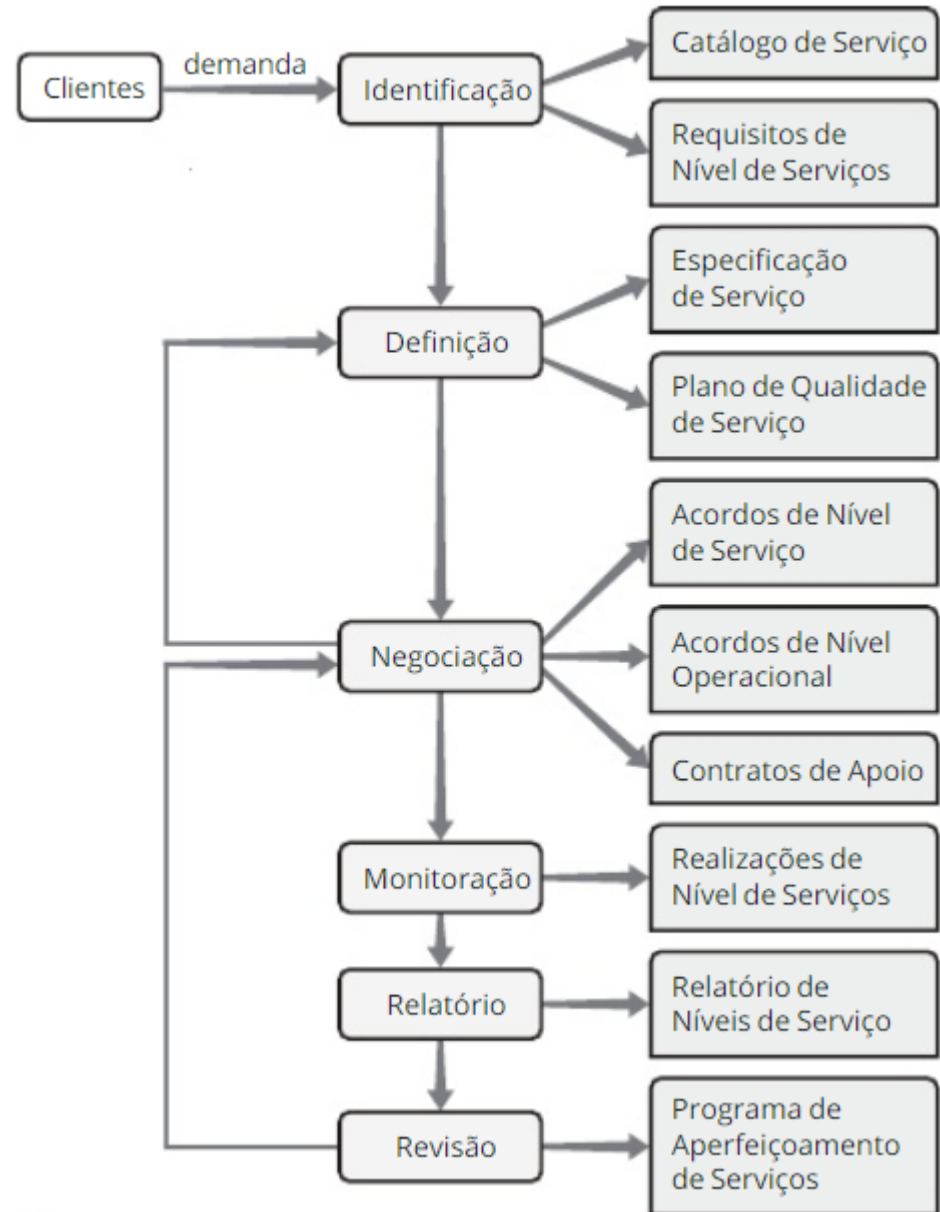 Clientes
demanda
Identificação
Catálogo de Serviço
Requisitos de
Nível de Serviços
Definição
Especificação
de Serviço
Plano de Qualidade
de Serviço
Negociação
Acordos de Nível
de Serviço
Acordos de Nível
Operacional
Contratos de Apoio
Monitoração
Realizações de
Nível de Serviços
Relatório
Relatório de
Níveis de Serviço
Revisão
Programa de
Aperfeiçoamento
de Serviços